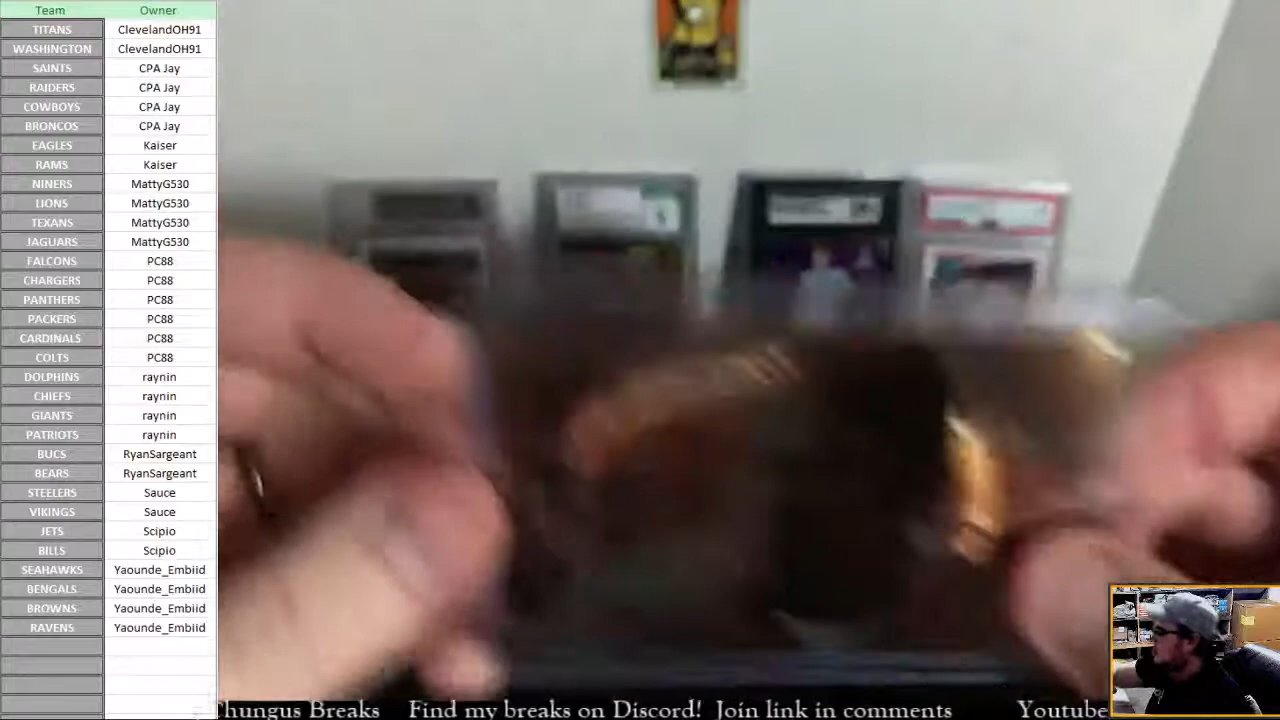 Team Owner
TITANS ClevelandOH91
WASHINGTON ClevelandOH91
SAINTS CPA Jay
RAIDERS CPA Jay
COWBOYS CPA Jay
BRONCOS CPA Jay
EAGLES Kaiser
RAMS Kaiser
NINERS MattyG530
LIONS MattyG530
TEXANS MattyG530
JAGUARS MattyG530
FALCONS PC88
CHARGERS PC88
PANTHERS PC88
PACKERS PC88
CARDINALS PC88
COLTS PC88
DOLPHINS raynin
CHIEFS raynin
GIANTS raynin
PATRIOTS raynin
BUCS RyanSargeant
BEARS RyanSargeant
STEELERS Sauce
VIKINGS Sauce
JETS Scipio
BILLS Scipio
SEAHAWKS Yaounde_Embiid
BENGALS Yaounde_Embiid
BROWNS Yaounde_Embiid
RAVENS Yaounde_Embiid
Chungus Breaks Find my breaks on Discord! Join link in comments Youtube